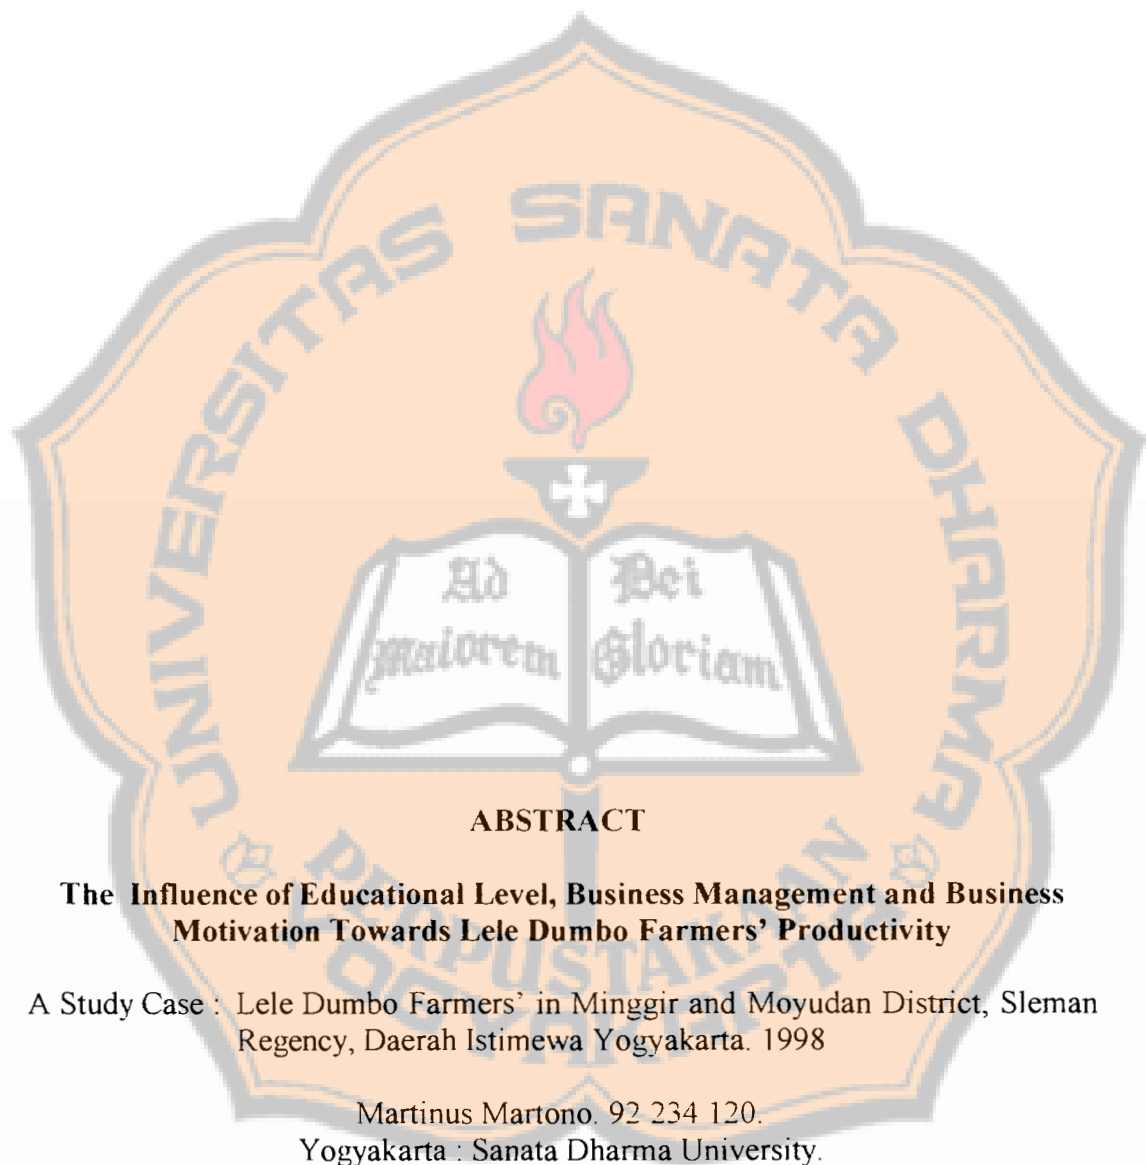 UNIVERSITAS SANATA DHARMA
Ad Dei
maiorem Gloriam
ABSTRACT
PERPUSTAKAAN
The Influence of Educational Level, Business Management and Business
Motivation Towards Lele Dumbo Farmers' Productivity
YOGYAKARTA
A Study Case : Lele Dumbo Farmers' in Minggir and Moyudan District, Sleman
Regency, Daerah Istimewa Yogyakarta. 1998
Martinus Martono. 92 234 120.
Yogyakarta : Sanata Dharma University.